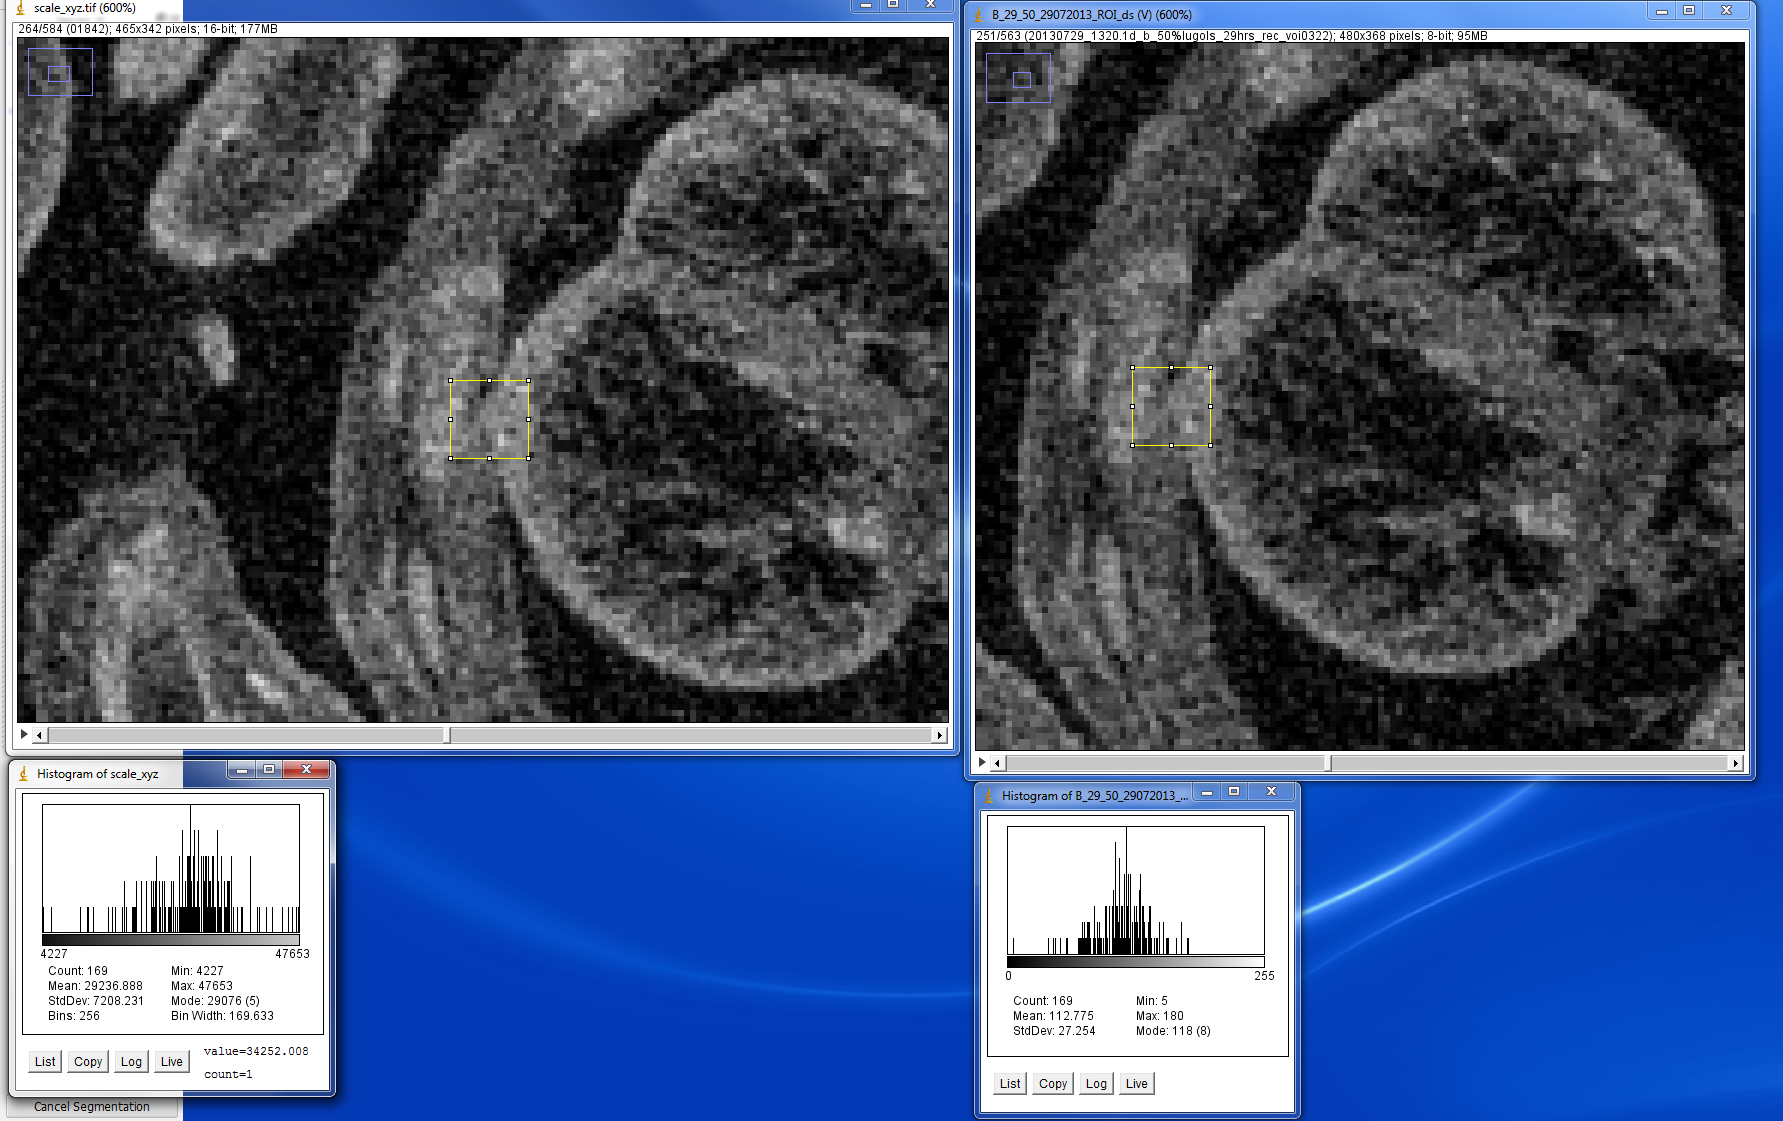 scale_xyz.tif (600%)
264/584 (01842); 465x342 pixels; 16-bit; 177MB
B_29_50_29072013_ROI_ds (V) (600%)
251/563 (20130729_1320.1d_b_50%lugols_29hrs_rec_voi0322); 480x368 pixels; 8-bit; 95MB
Histogram of scale_xyz
4227 47653
Count: 169 Min: 4227
Mean: 29236.888 Max: 47653
StdDev: 7208.231 Mode: 29076 (5)
Bins: 256 Bin Width: 169.633
List Copy Log Live value=34252.008
count=1
Cancel Segmentation
Histogram of B_29_50_29072013_...
0 255
Count: 169 Min: 5
Mean: 112.775 Max: 180
StdDev: 27.254 Mode: 118 (8)
List Copy Log Live